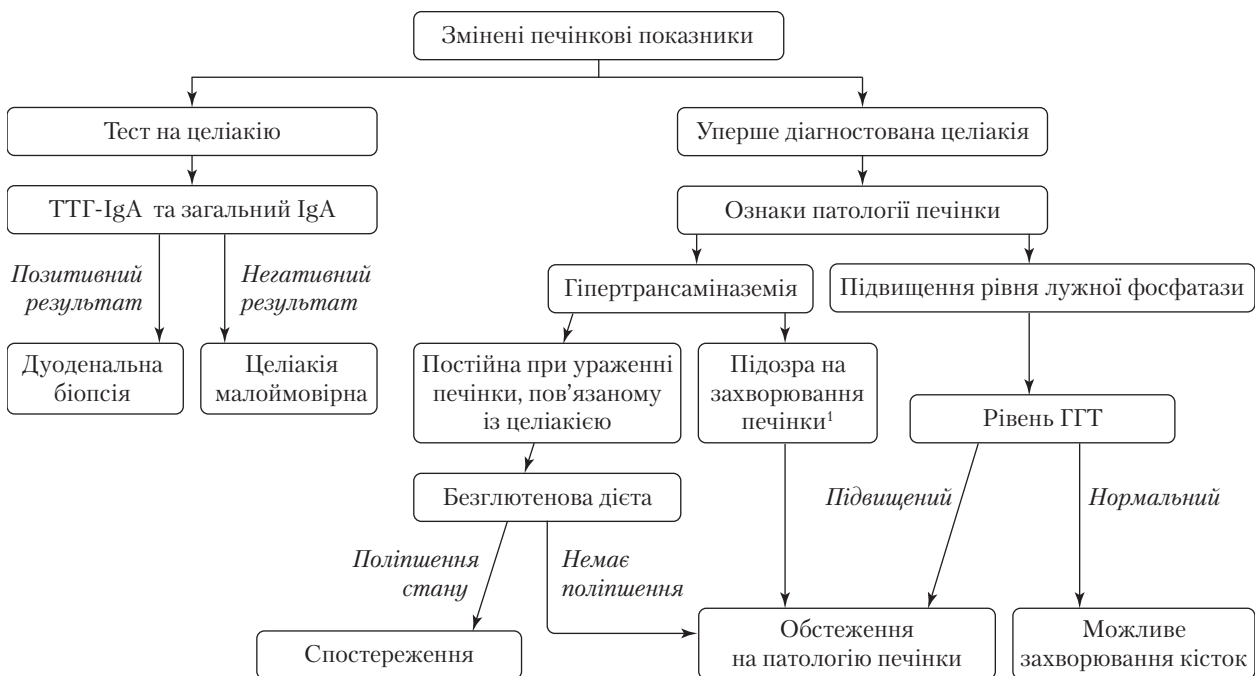 Змінені печінкові показники
Тест на целіакію
Уперше діагностована целіакія
ТТГ-IgA та загальний IgA
Ознаки патології печінки
Позитивний
результат
Негативний
результат
Гіпертрансаміназемія
Підвищення рівня лужної фосфатази
Дуоденальна
біопсія
Целіакія
малоймовірна
Постійна при ураженні
печінки, пов’язаному
із целіакією
Підозра на
захворювання
печінки¹
Рівень ГГТ
Безглютенова дієта
Підвищений
Нормальний
Поліпшення
стану
Немає
поліпшення
Спостереження
Обстеження
на патологію печінки
Можливе
захворювання кісток